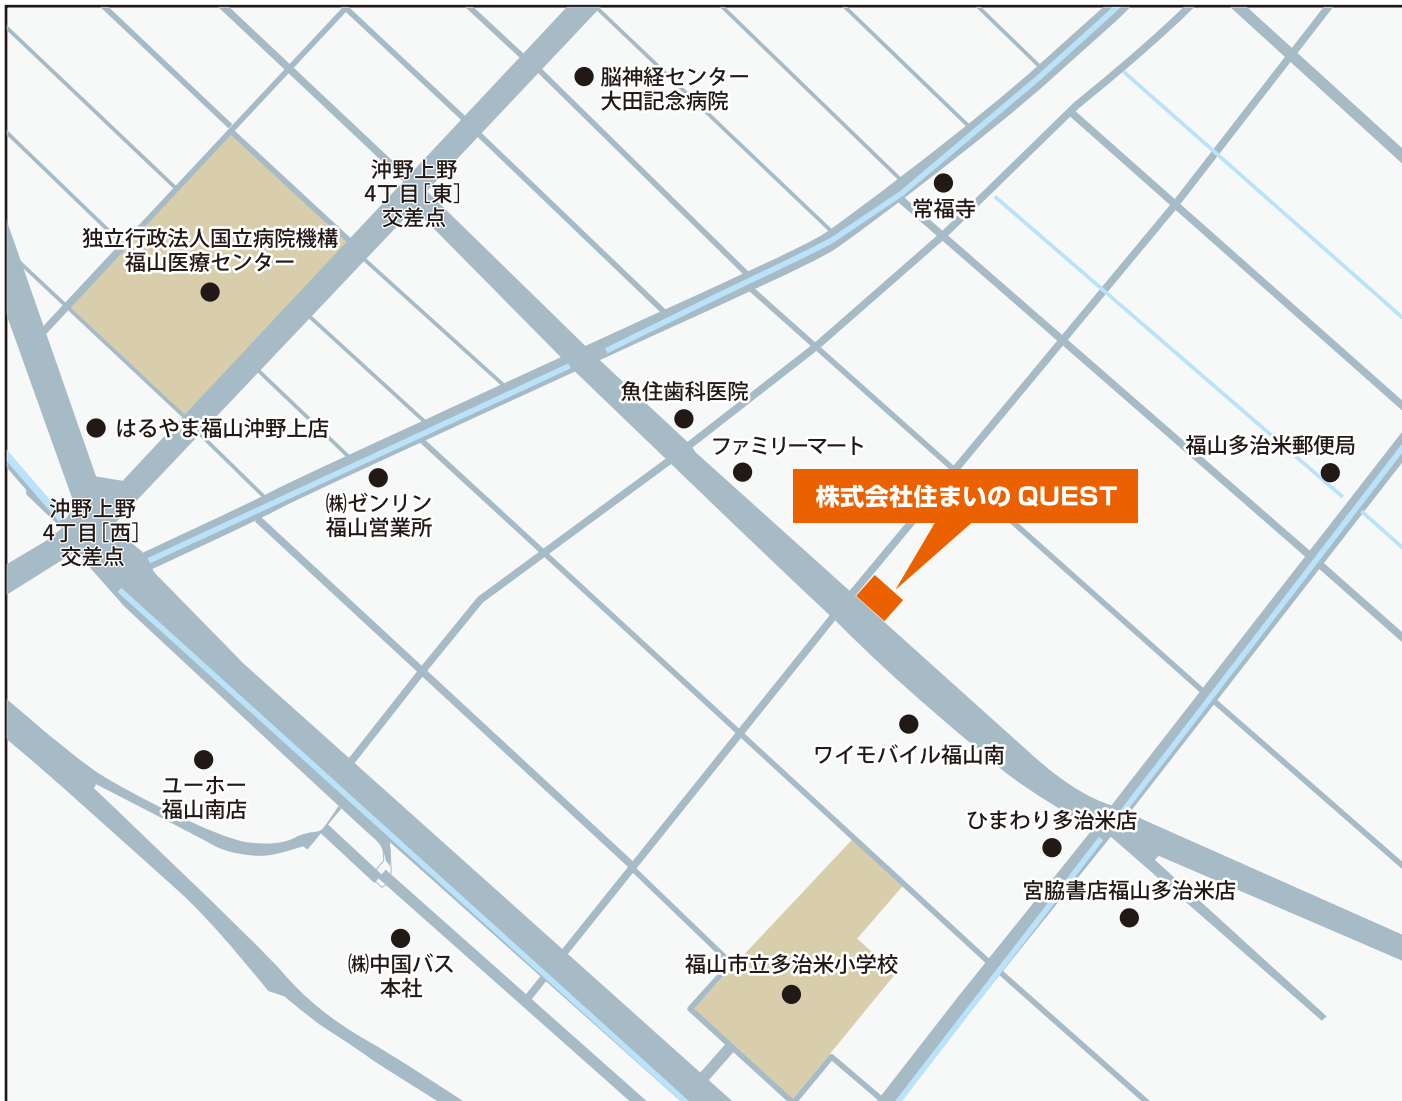 脳神経センター
大田記念病院
沖野上野
4丁目[東]
交差点
常福寺
独立行政法人国立病院機構
福山医療センター
魚住歯科医院
はるやま福山沖野上店
ファミリーマート
福山多治米郵便局
㈱ゼンリン
福山営業所
株式会社住まいの QUEST
沖野上野
4丁目[西]
交差点
ワイモバイル福山南
ユーホー
福山南店
ひまわり多治米店
宮脇書店福山多治米店
㈱中国バス
本社
福山市立多治米小学校